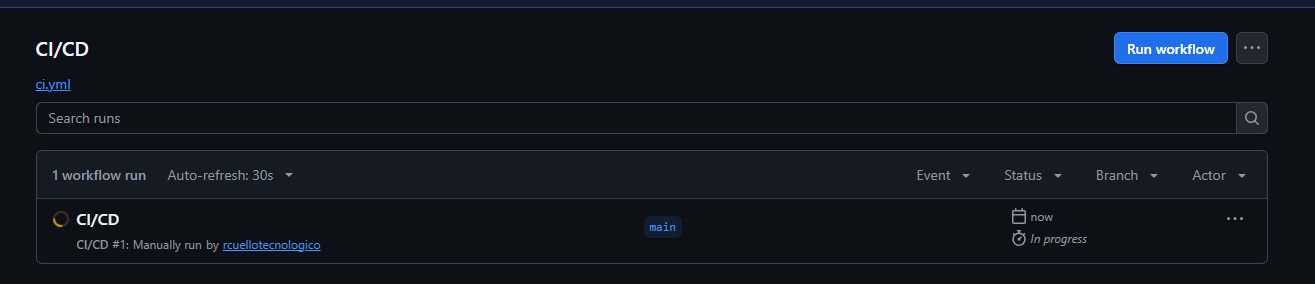 CI/CD
Run workflow
ci.yml
Search runs
1 workflow run Auto-refresh: 30s Event Status Branch Actor
CI/CD
main
now
CI/CD #1: Manually run by rcuellotecnologico
In progress